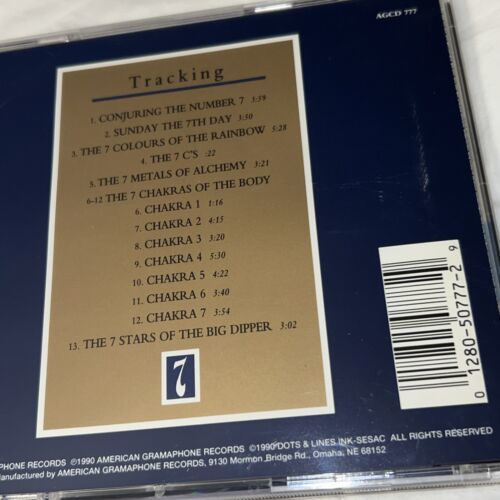 AGCD 777
Tracking
1. CONJURING THE NUMBER 7 3:59
2. SUNDAY THE 7TH DAY 3:50
3. THE 7 COLOURS OF THE RAINBOW 5:28
4. THE 7 C'S :22
5. THE 7 METALS OF ALCHEMY 3:21
6-12 THE 7 CHAKRAS OF THE BODY
6. CHAKRA 1 1:16
7. CHAKRA 2 4:15
8. CHAKRA 3 3:20
9. CHAKRA 4 5:30
10. CHAKRA 5 4:22
11. CHAKRA 6 3:40
12. CHAKRA 7 3:54
13. THE 7 STARS OF THE BIG DIPPER 3:02
7
0 12805-0777-2 9
PHONE RECORDS ©1990 AMERICAN GRAMAPHONE RECORDS ©1990 DOTS & LINES, INK-SESAC ALL RIGHTS RESERVED
anufactured by AMERICAN GRAMAPHONE RECORDS, 9130 Mormon Bridge Rd., Omaha, NE 68152